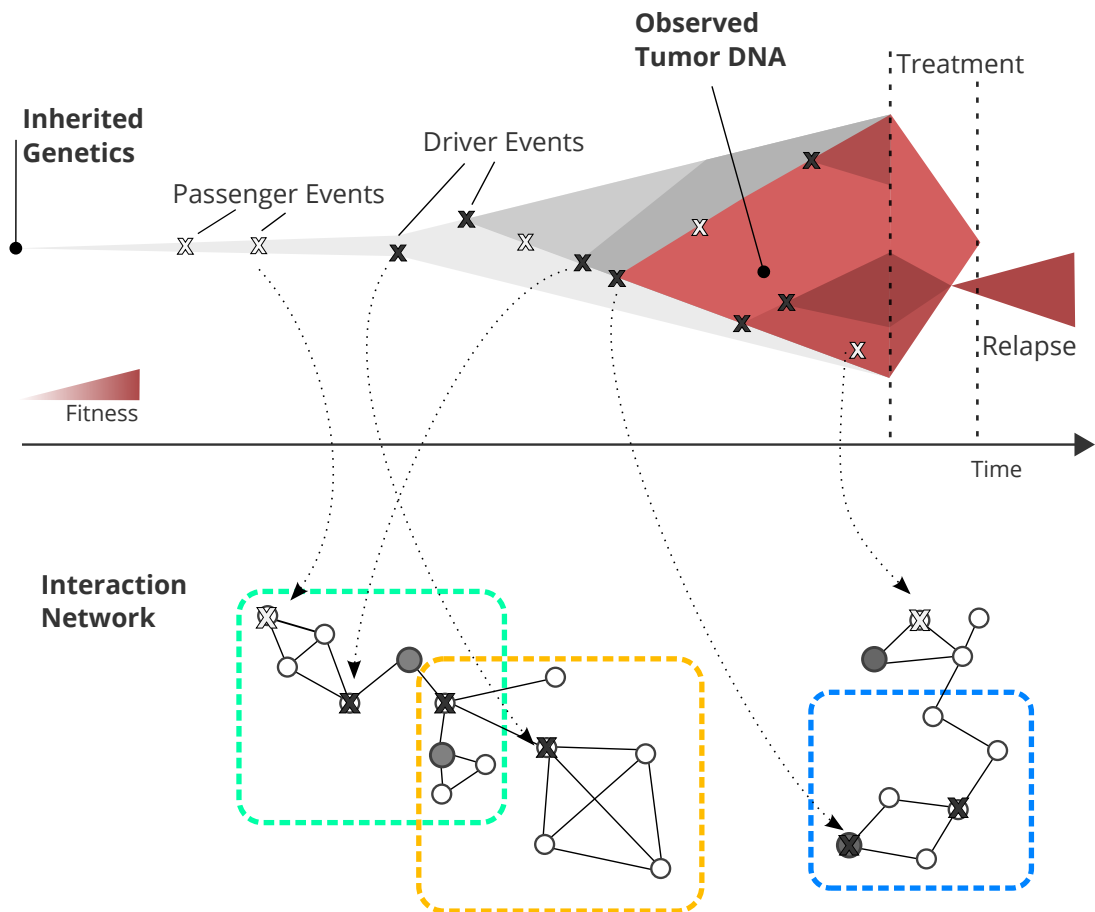 Observed
Tumor DNA
Treatment
Inherited
Genetics
Driver Events
Passenger Events
Relapse
Fitness
Time
Interaction
Network